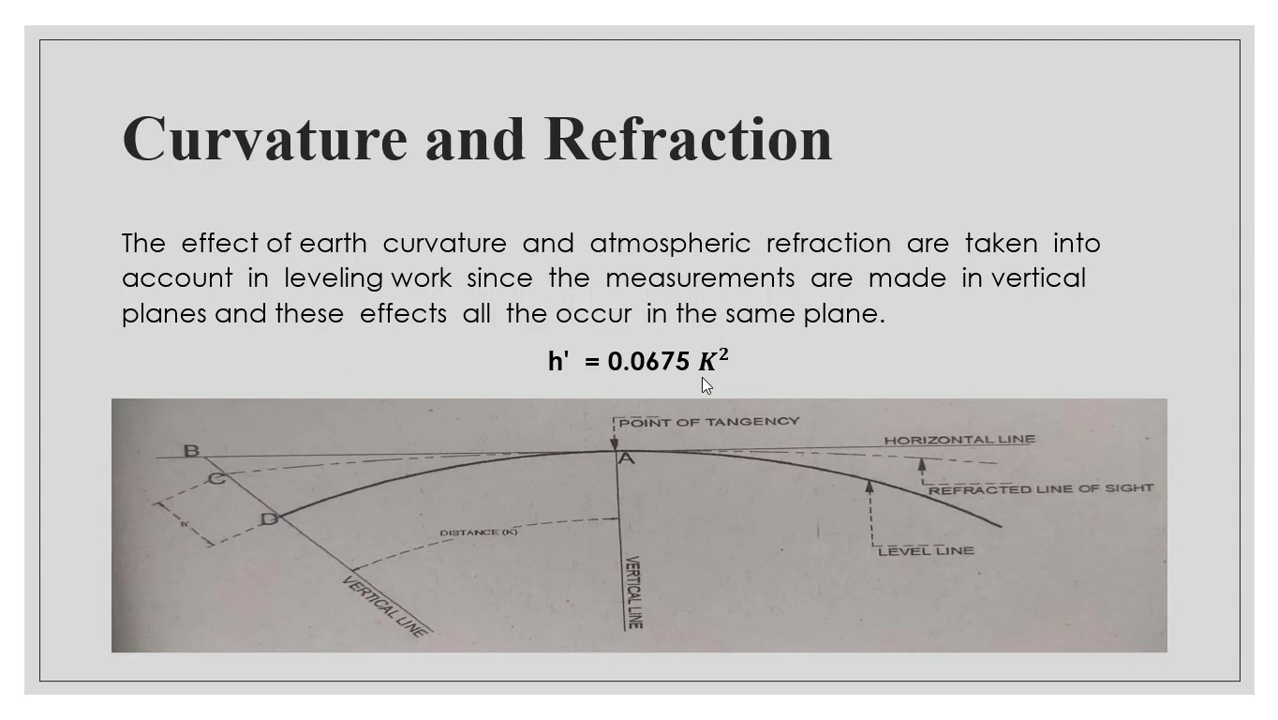 Curvature and Refraction
The effect of earth curvature and atmospheric refraction are taken into
account in leveling work since the measurements are made in vertical
planes and these effects all the occur in the same plane.
h' = 0.0675 K²
POINT OF TANGENCY
HORIZONTAL LINE
B
A
C
REFRACTED LINE OF SIGHT
D
h'
DISTANCE (K)
LEVEL LINE
VERTICAL LINE
VERTICAL LINE